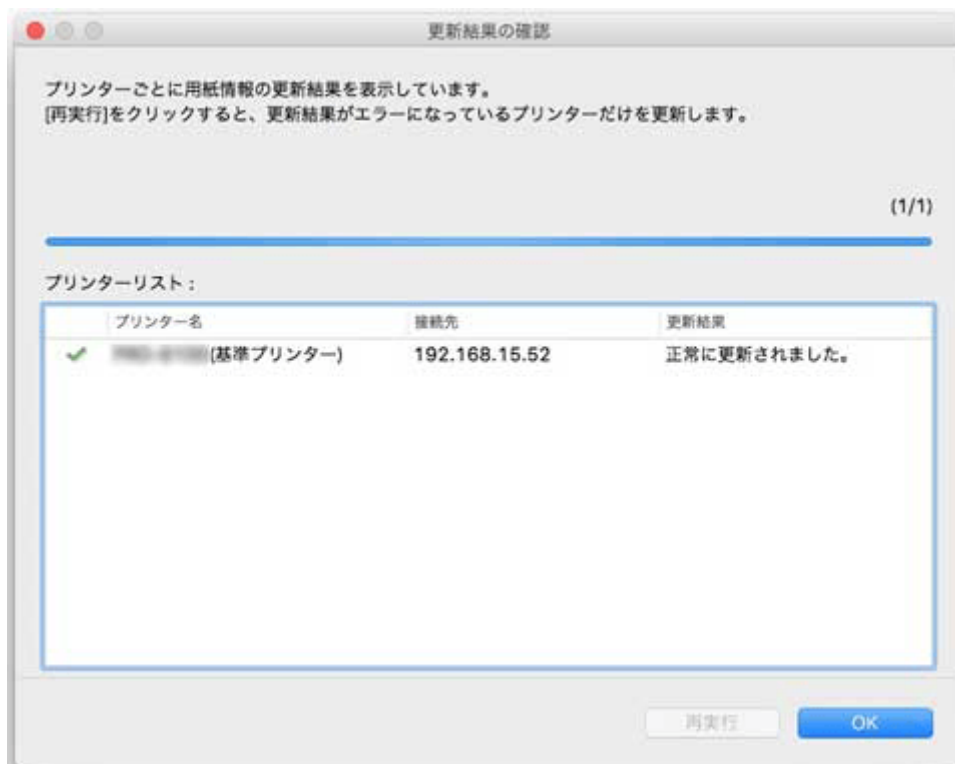 更新結果の確認
プリンターごとに用紙情報の更新結果を表示しています。
[再実行]をクリックすると、更新結果がエラーになっているプリンターだけを更新します。
(1/1)
プリンターリスト：
プリンター名 接続先 更新結果
(基準プリンター) 192.168.15.52 正常に更新されました。
再実行 OK